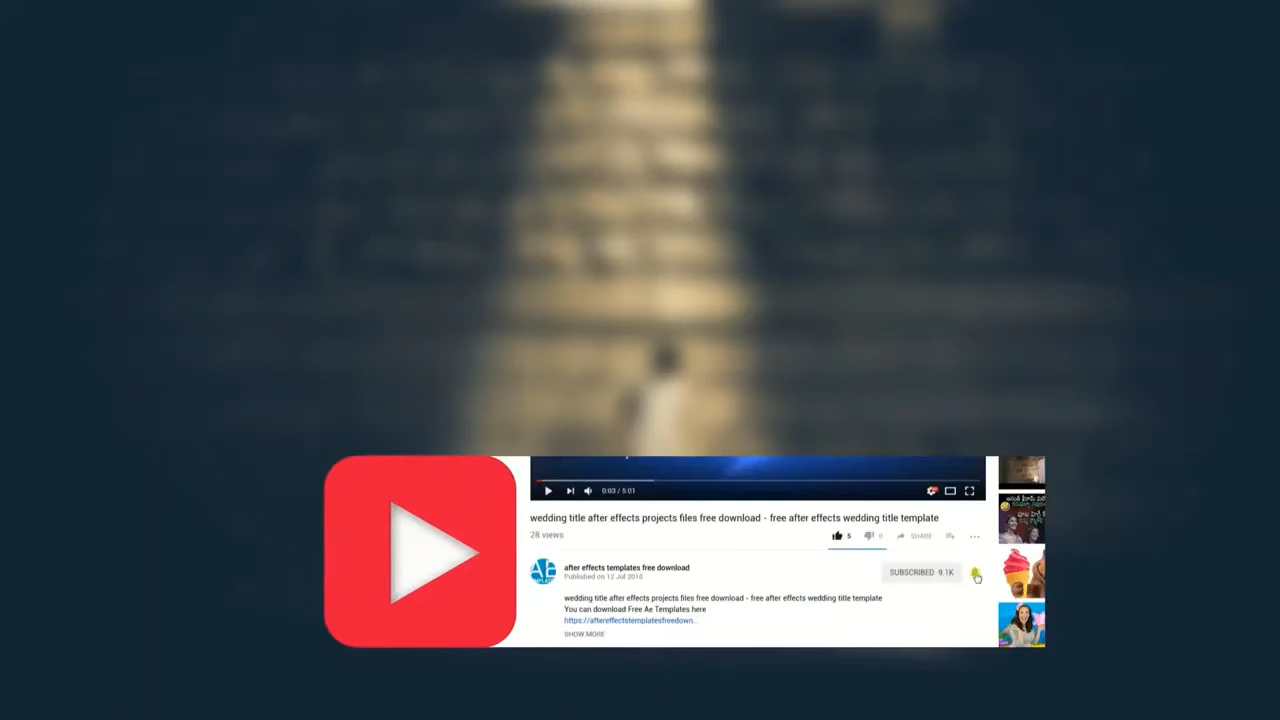 0:03 / 5:01
wedding title after effects projects files free download - free after effects wedding title template
28 views
5
0
SHARE
after effects templates free download
Published on 12 Jul 2018
SUBSCRIBED 9.1K
wedding title after effects projects files free download - free after effects wedding title template
You can download Free Ae Templates here
https://aftereffectstemplatesfreedown...
SHOW MORE